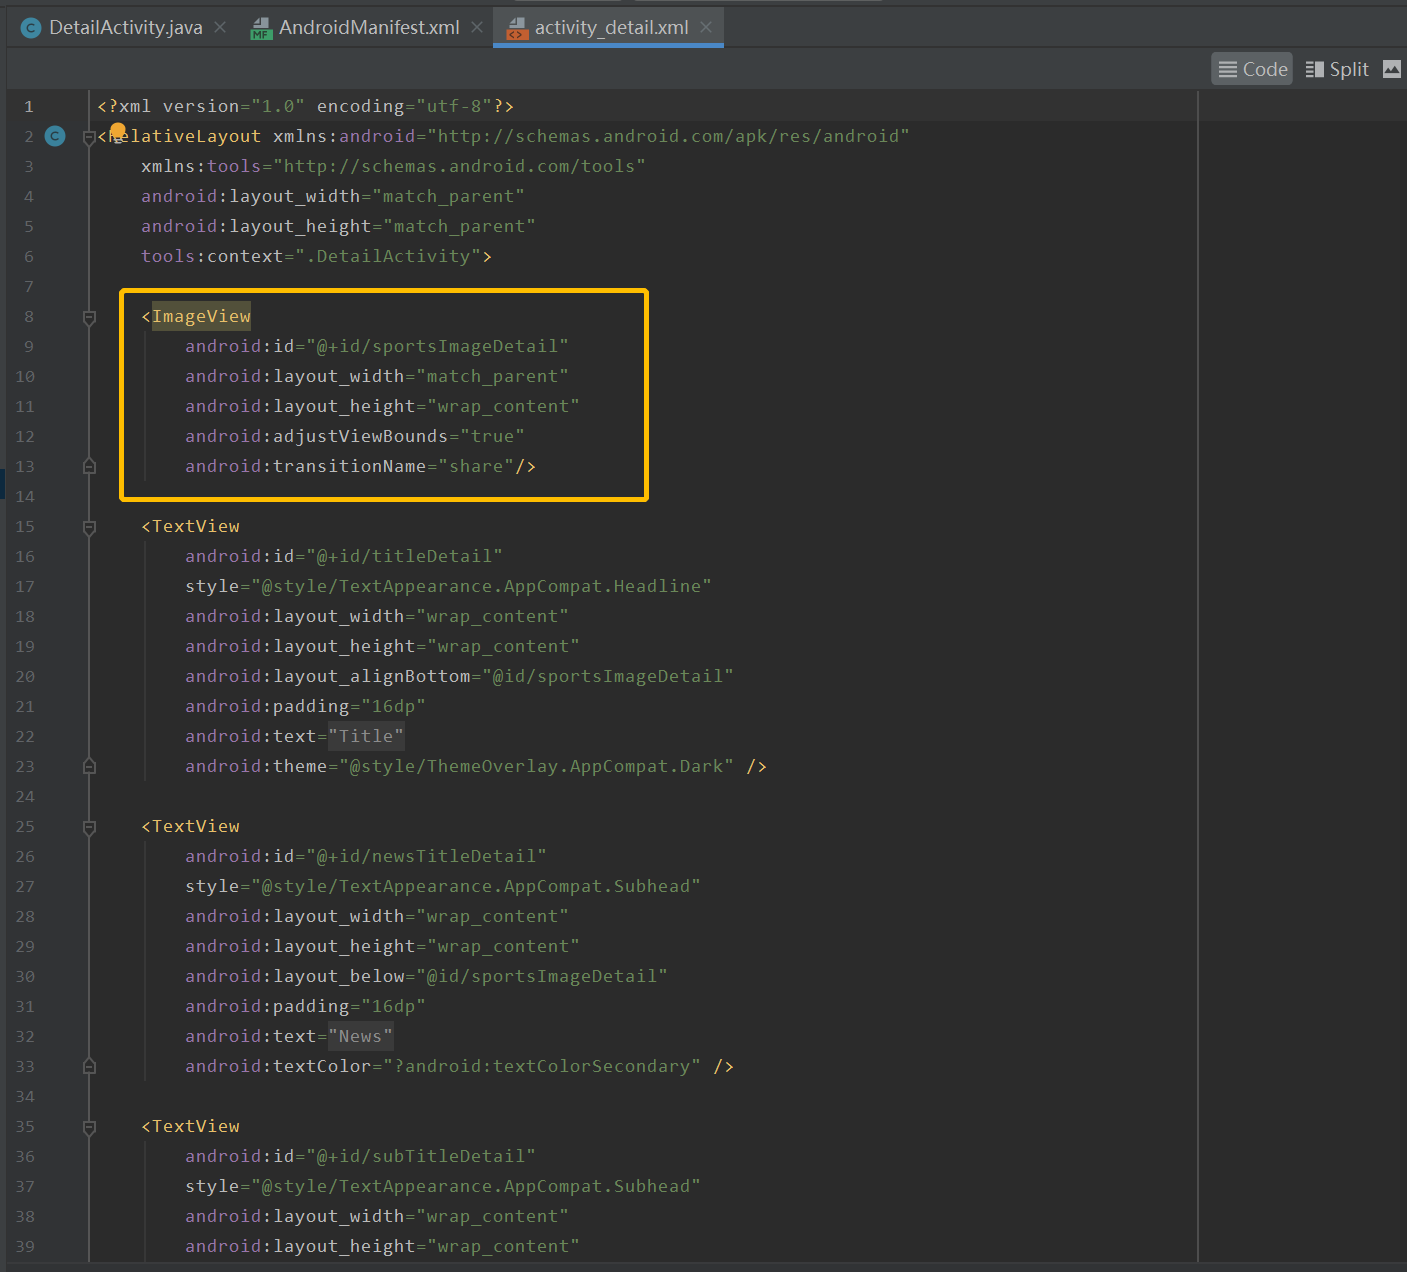 DetailActivity.java
AndroidManifest.xml
activity_detail.xml
Code
Split
1 <?xml version="1.0" encoding="utf-8"?>
2 <RelativeLayout xmlns:android="http://schemas.android.com/apk/res/android"
3 xmlns:tools="http://schemas.android.com/tools"
4 android:layout_width="match_parent"
5 android:layout_height="match_parent"
6 tools:context=".DetailActivity">
7
8 <ImageView
9 android:id="@+id/sportsImageDetail"
10 android:layout_width="match_parent"
11 android:layout_height="wrap_content"
12 android:adjustViewBounds="true"
13 android:transitionName="share"/>
14
15 <TextView
16 android:id="@+id/titleDetail"
17 style="@style/TextAppearance.AppCompat.Headline"
18 android:layout_width="wrap_content"
19 android:layout_height="wrap_content"
20 android:layout_alignBottom="@id/sportsImageDetail"
21 android:padding="16dp"
22 android:text="Title"
23 android:theme="@style/ThemeOverlay.AppCompat.Dark" />
24
25 <TextView
26 android:id="@+id/newsTitleDetail"
27 style="@style/TextAppearance.AppCompat.Subhead"
28 android:layout_width="wrap_content"
29 android:layout_height="wrap_content"
30 android:layout_below="@id/sportsImageDetail"
31 android:padding="16dp"
32 android:text="News"
33 android:textColor="?android:textColorSecondary" />
34
35 <TextView
36 android:id="@+id/subTitleDetail"
37 style="@style/TextAppearance.AppCompat.Subhead"
38 android:layout_width="wrap_content"
39 android:layout_height="wrap_content"